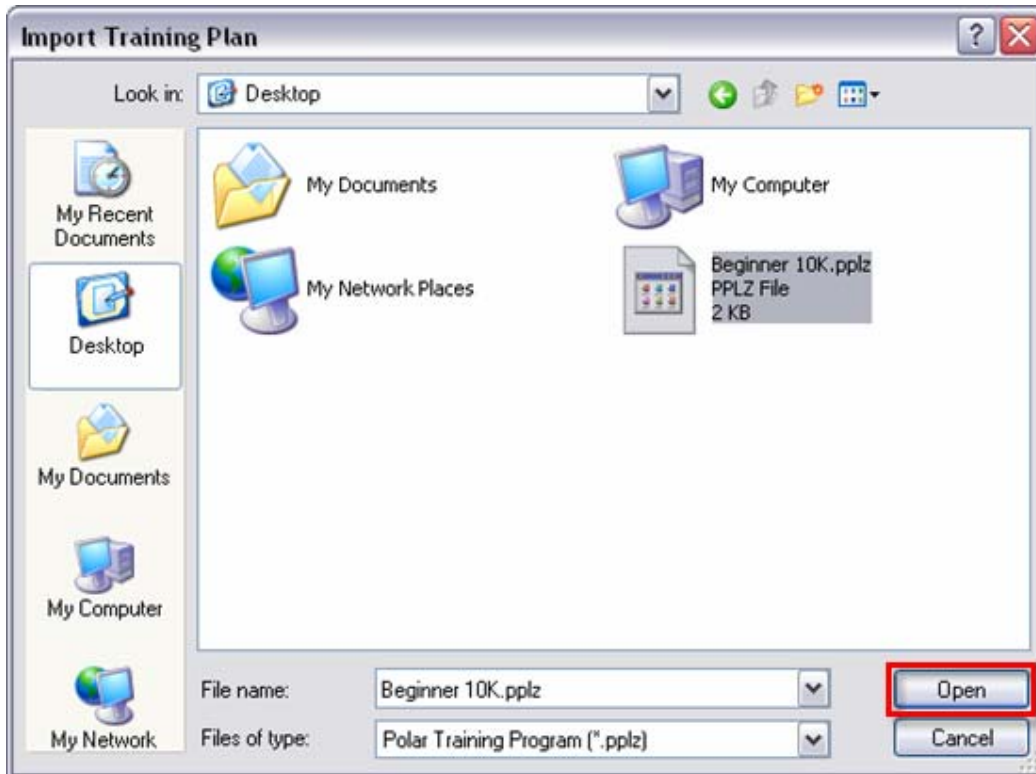 Import Training Plan
Look in:
Desktop
My Recent
Documents
Desktop
My Documents
My Computer
My Network
My Documents
My Computer
My Network Places
Beginner 10K.pplz
PPLZ File
2 KB
File name:
Beginner 10K.pplz
Open
Files of type:
Polar Training Program (*.pplz)
Cancel